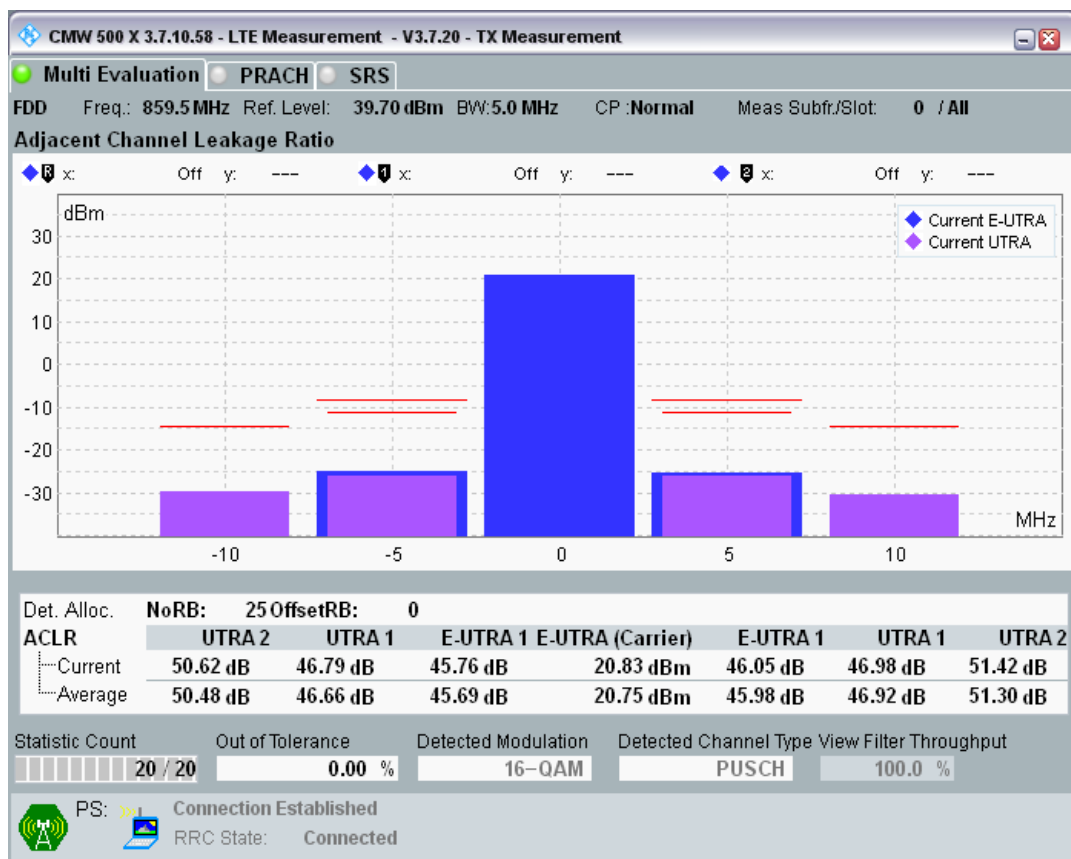 CMW 500 X 3.7.10.58 - LTE Measurement - V3.7.20 - TX Measurement
Multi Evaluation PRACH SRS
FDD Freq.: 859.5 MHz Ref. Level: 39.70 dBm BW:5.0 MHz CP :Normal Meas Subfr./Slot: 0 / All
Adjacent Channel Leakage Ratio
R x: Off y: --- 1 x: Off y: --- 2 x: Off y: ---
dBm
Current E-UTRA
Current UTRA
30
20
10
0
-10
-20
-30
MHz
-10 -5 0 5 10
Det. Alloc. NoRB: 25 OffsetRB: 0
ACLR UTRA 2 UTRA 1 E-UTRA 1 E-UTRA (Carrier) E-UTRA 1 UTRA 1 UTRA 2
Current 50.62 dB 46.79 dB 45.76 dB 20.83 dBm 46.05 dB 46.98 dB 51.42 dB
Average 50.48 dB 46.66 dB 45.69 dB 20.75 dBm 45.98 dB 46.92 dB 51.30 dB
Statistic Count Out of Tolerance Detected Modulation Detected Channel Type View Filter Throughput
20 / 20 0.00 % 16-QAM PUSCH 100.0 %
PS: Connection Established
RRC State: Connected